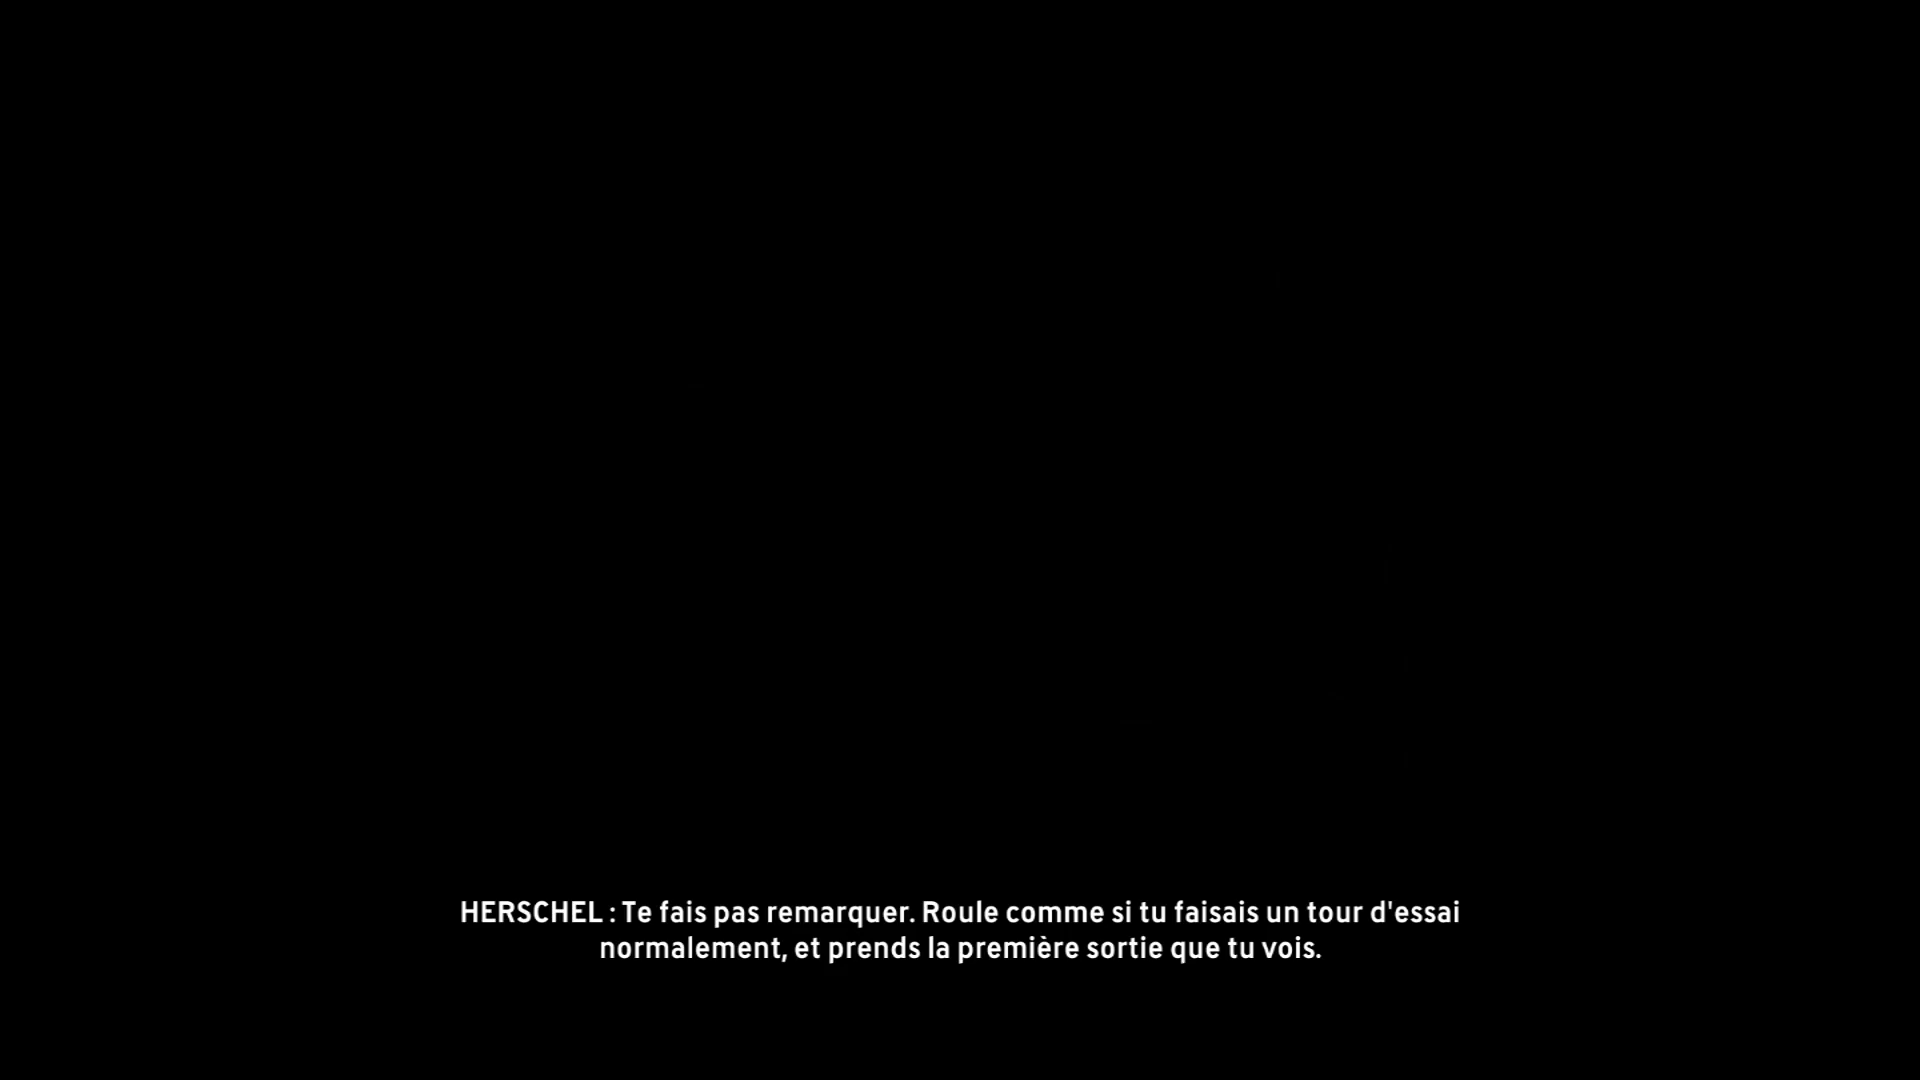 HERSCHEL : Te fais pas remarquer. Roule comme si tu faisais un tour d'essai
normalement, et prends la première sortie que tu vois.